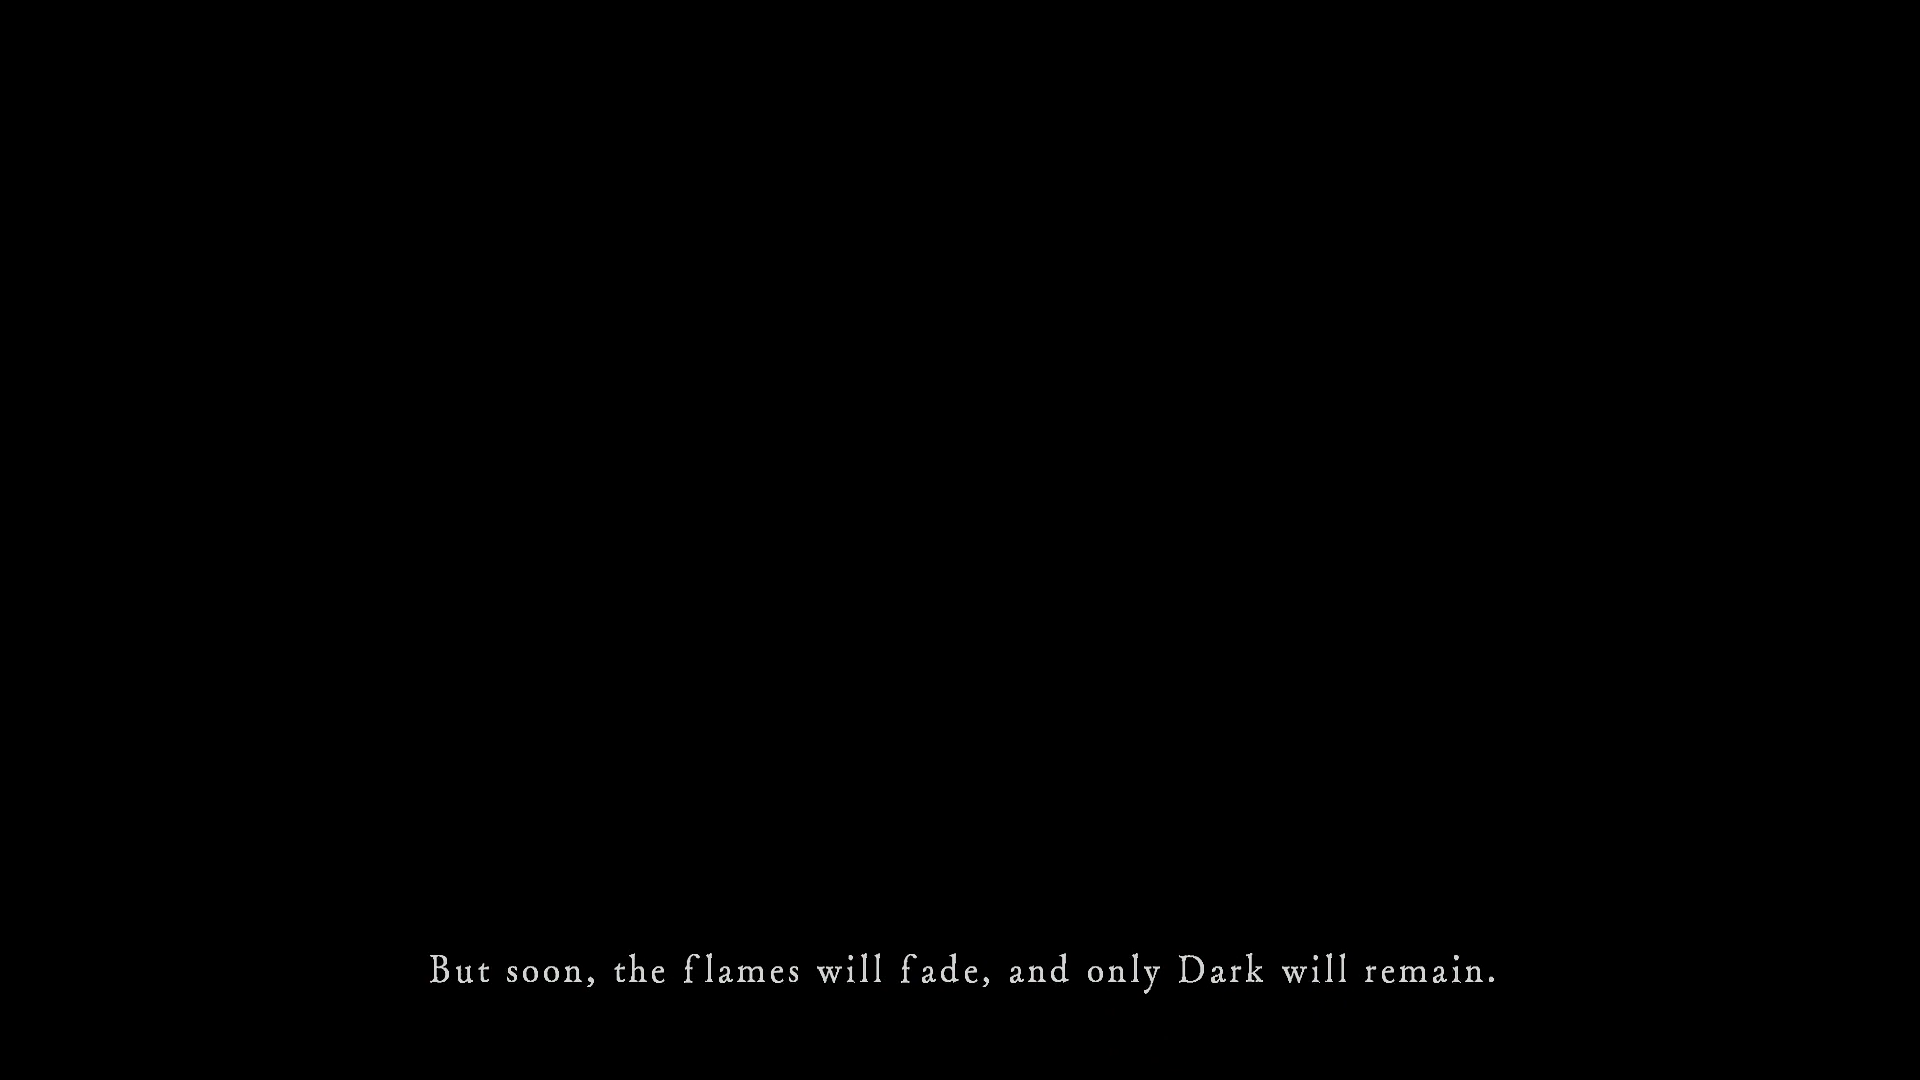 But soon, the flames will fade, and only Dark will remain.